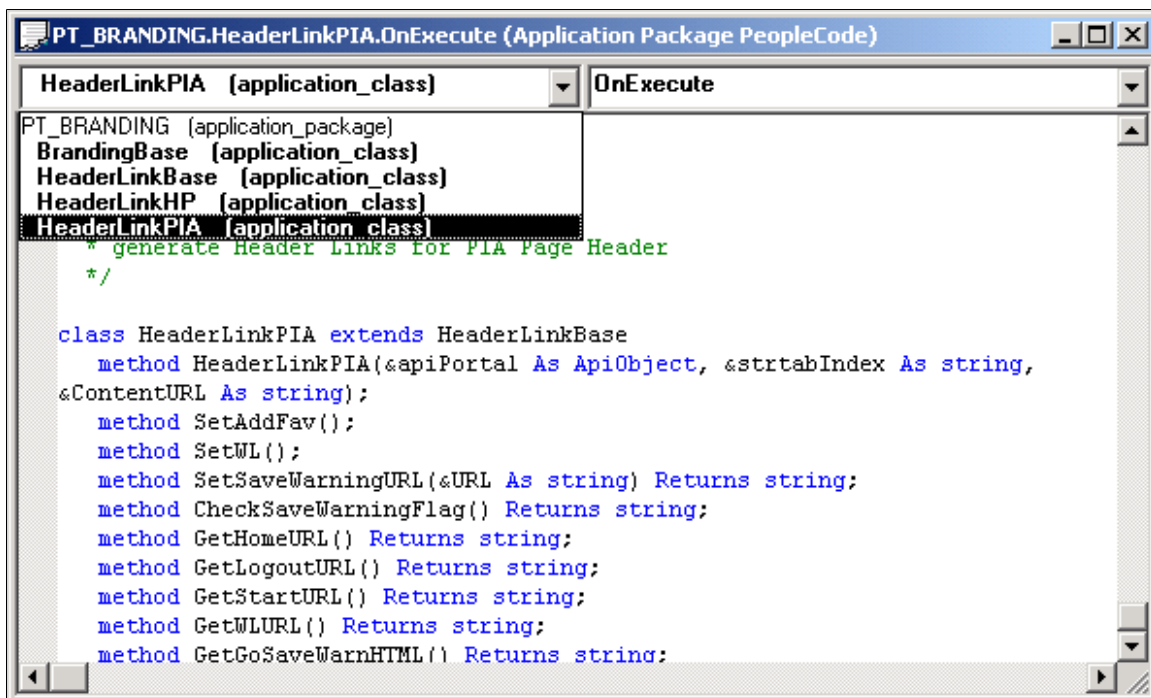 PT_BRANDING.HeaderLinkPIA.OnExecute (Application Package PeopleCode)
HeaderLinkPIA (application_class)
OnExecute
PT_BRANDING (application_package)
BrandingBase (application_class)
HeaderLinkBase (application_class)
HeaderLinkHP (application_class)
HeaderLinkPIA (application_class)
* generate Header Links for PIA Page Header
*/
class HeaderLinkPIA extends HeaderLinkBase
method HeaderLinkPIA(&apiPortal As ApiObject, &strtabIndex As string,
&ContentURL As string);
method SetAddFav();
method SetWL();
method SetSaveWarningURL(&URL As string) Returns string;
method CheckSaveWarningFlag() Returns string;
method GetHomeURL() Returns string;
method GetLogoutURL() Returns string;
method GetStartURL() Returns string;
method GetWLURL() Returns string;
method GetGoSaveWarnHTML() Returns string;